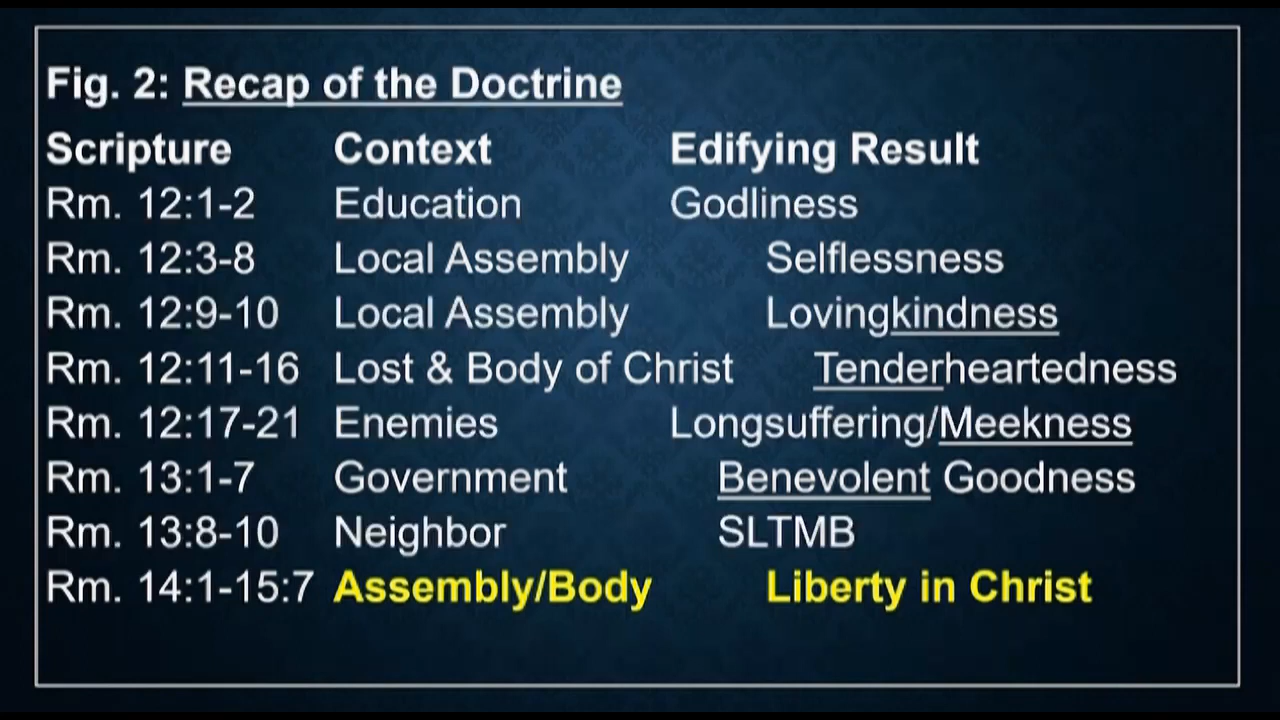 Fig. 2: Recap of the Doctrine
Scripture Context Edifying Result
Rm. 12:1-2 Education Godliness
Rm. 12:3-8 Local Assembly Selflessness
Rm. 12:9-10 Local Assembly Lovingkindness
Rm. 12:11-16 Lost & Body of Christ Tenderheartedness
Rm. 12:17-21 Enemies Longsuffering/Meekness
Rm. 13:1-7 Government Benevolent Goodness
Rm. 13:8-10 Neighbor SLTMB
Rm. 14:1-15:7 Assembly/Body Liberty in Christ